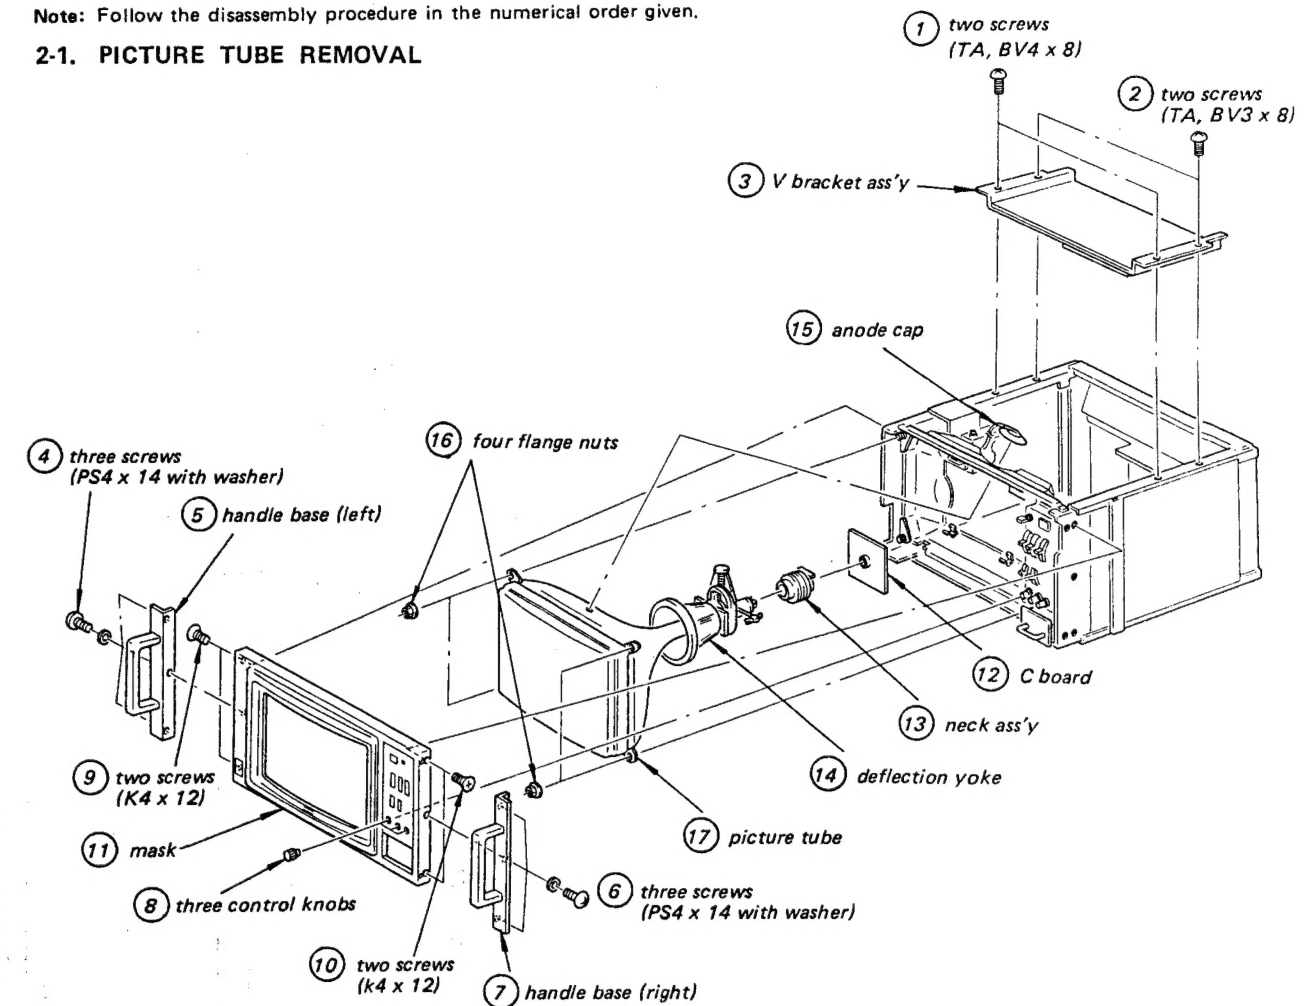 Note: Follow the disassembly procedure in the numerical order given.
2-1. PICTURE TUBE REMOVAL
1 two screws
(TA, BV4 x 8)
2 two screws
(TA, BV3 x 8)
3 V bracket ass'y
15 anode cap
16 four flange nuts
4 three screws
(PS4 x 14 with washer)
5 handle base (left)
12 C board
13 neck ass'y
14 deflection yoke
9 two screws
(K4 x 12)
17 picture tube
11 mask
6 three screws
(PS4 x 14 with washer)
8 three control knobs
10 two screws
(k4 x 12)
7 handle base (right)